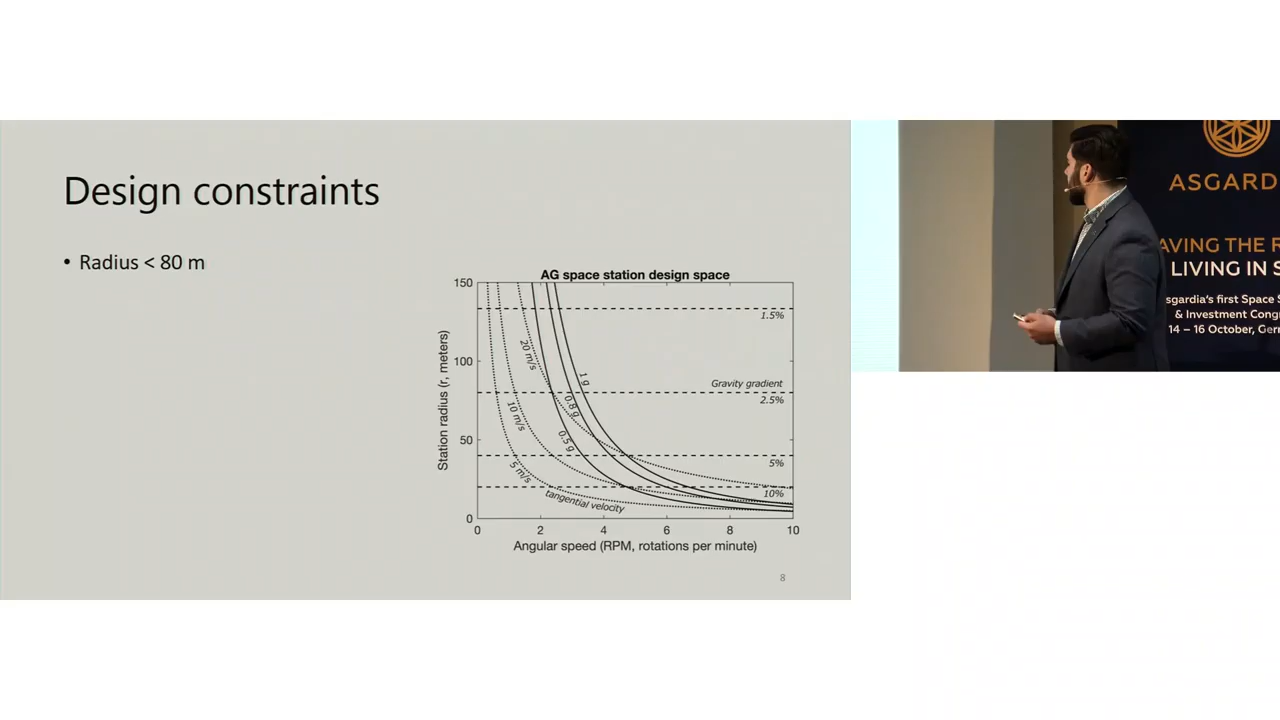 Design constraints
• Radius < 80 m
AG space station design space
150
100
50
0
Station radius (r, meters)
0 2 4 6 8 10
Angular speed (RPM, rotations per minute)
1.5%
Gravity gradient
2.5%
5%
10%
20 m/s
10 m/s
5 m/s
tangential velocity
1 g
0.8 g
0.5 g
8
ASGARD
AVING THE R
LIVING IN S
sgardia's first Space S
& Investment Cong
14 – 16 October, Ger